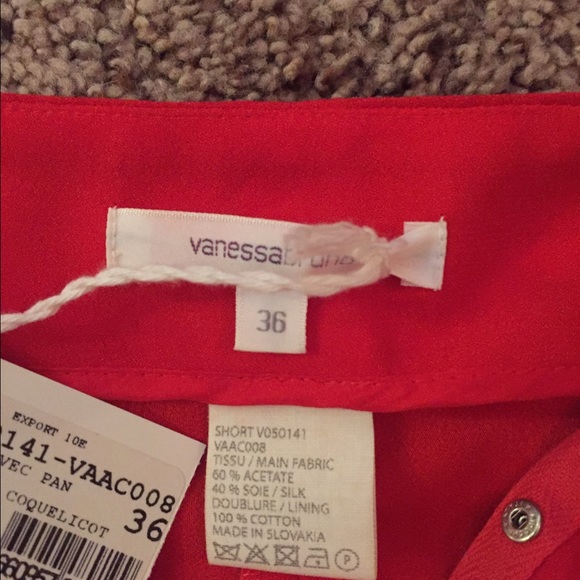 vanessabruno
36
SHORT V050141
VAAC008
TISSU / MAIN FABRIC
60 % ACETATE
40 % SOIE / SILK
DOUBLURE / LINING
100 % COTTON
MADE IN SLOVAKIA
P
EXPORT 10E
0141-VAAC008
VEC PAN
COQUELICOT 36